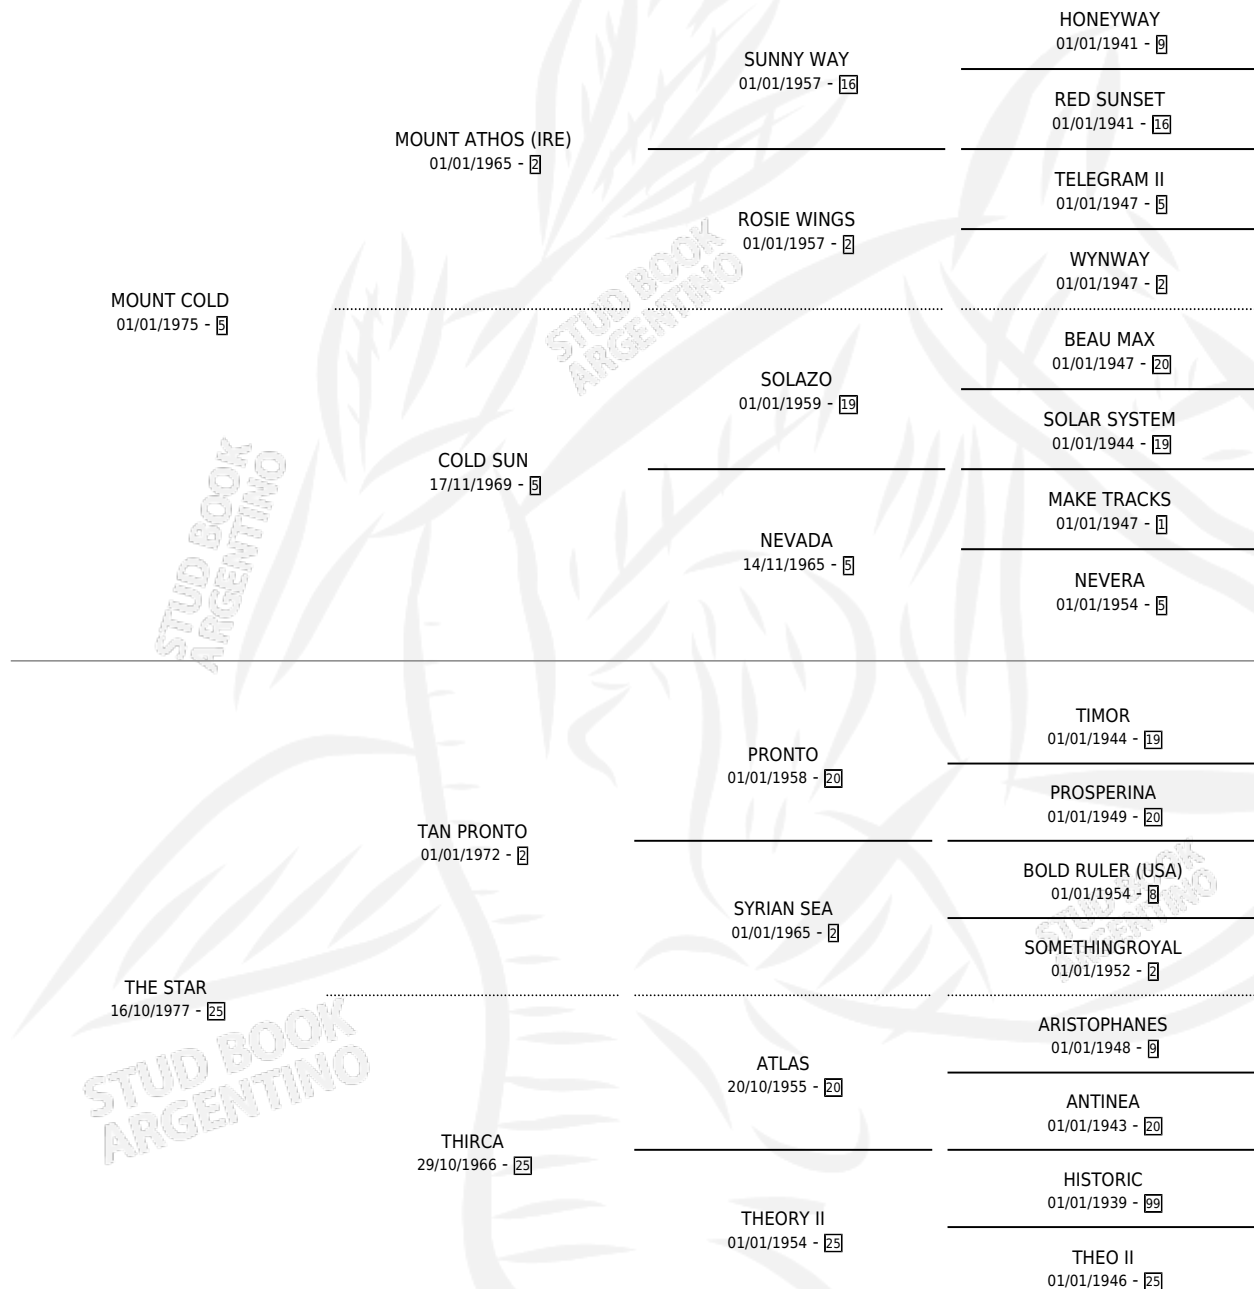 HONEYWAY
01/01/1941 - 9
SUNNY WAY
01/01/1957 - 16
RED SUNSET
01/01/1941 - 16
MOUNT ATHOS (IRE)
01/01/1965 - 2
TELEGRAM II
01/01/1947 - 5
ROSIE WINGS
01/01/1957 - 2
WYNWAY
01/01/1947 - 2
MOUNT COLD
01/01/1975 - 5
BEAU MAX
01/01/1947 - 20
SOLAZO
01/01/1959 - 19
SOLAR SYSTEM
01/01/1944 - 19
COLD SUN
17/11/1969 - 5
MAKE TRACKS
01/01/1947 - 1
NEVADA
14/11/1965 - 5
NEVERA
01/01/1954 - 5
TIMOR
01/01/1944 - 19
PRONTO
01/01/1958 - 20
PROSPERINA
01/01/1949 - 20
TAN PRONTO
01/01/1972 - 2
BOLD RULER (USA)
01/01/1954 - 8
SYRIAN SEA
01/01/1965 - 2
SOMETHINGROYAL
01/01/1952 - 2
THE STAR
16/10/1977 - 25
ARISTOPHANES
01/01/1948 - 9
ATLAS
20/10/1955 - 20
ANTINEA
01/01/1943 - 20
THIRCA
29/10/1966 - 25
HISTORIC
01/01/1939 - 99
THEORY II
01/01/1954 - 25
THEO II
01/01/1946 - 25
STUD BOOK
ARGENTINO
STUD BOOK
ARGENTINO
STUD BOOK
ARGENTINO
STUD BOOK
ARGENTINO